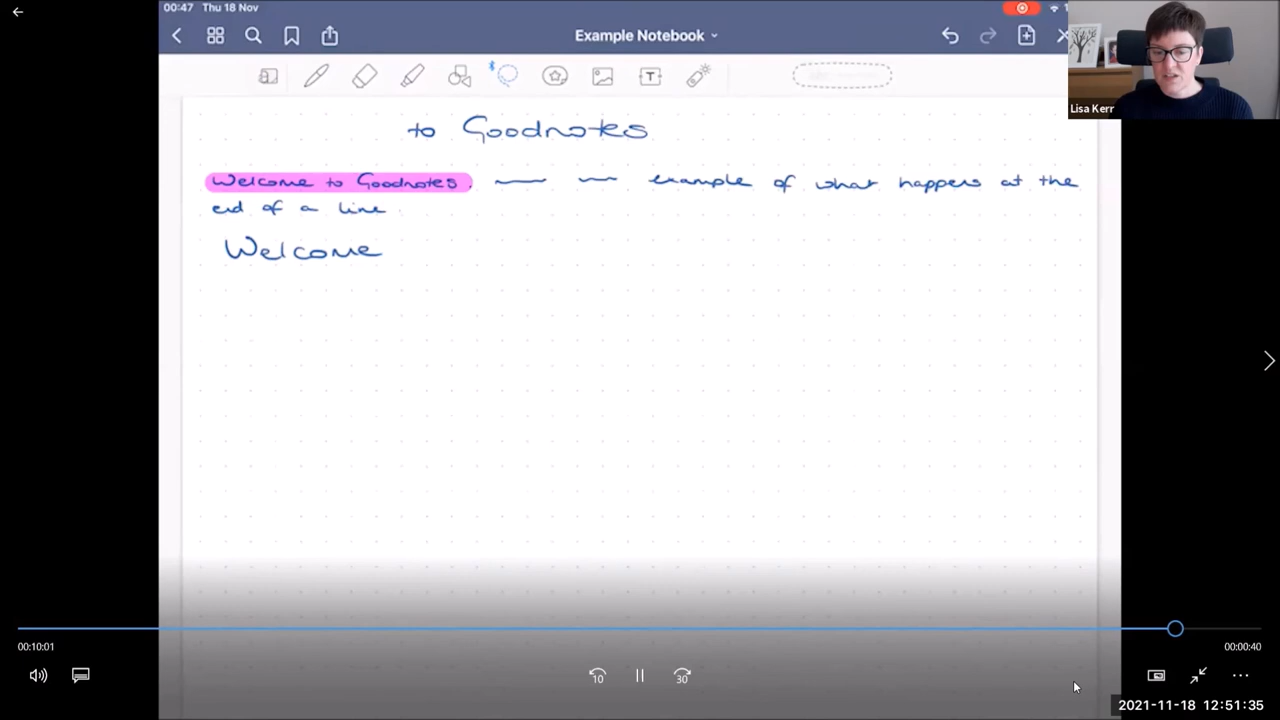 00:47 Thu 18 Nov
Example Notebook
T
Lisa Kerr
to Goodnotes
Welcome to Goodnotes. example of what happens at the
end of a line.
Welcome
00:10:01
00:00:40
10
30
2021-11-18 12:51:35